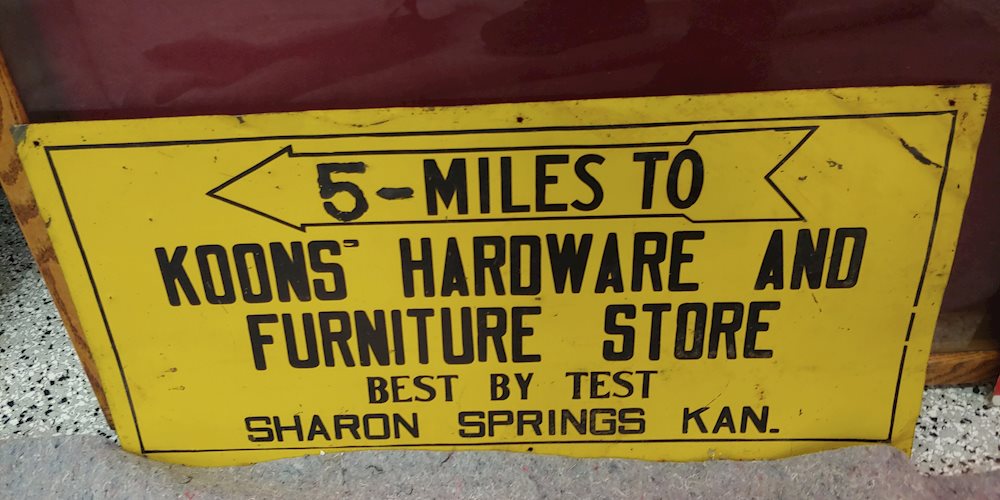 5-MILES TO
KOONS' HARDWARE AND
FURNITURE STORE
BEST BY TEST
SHARON SPRINGS KAN.